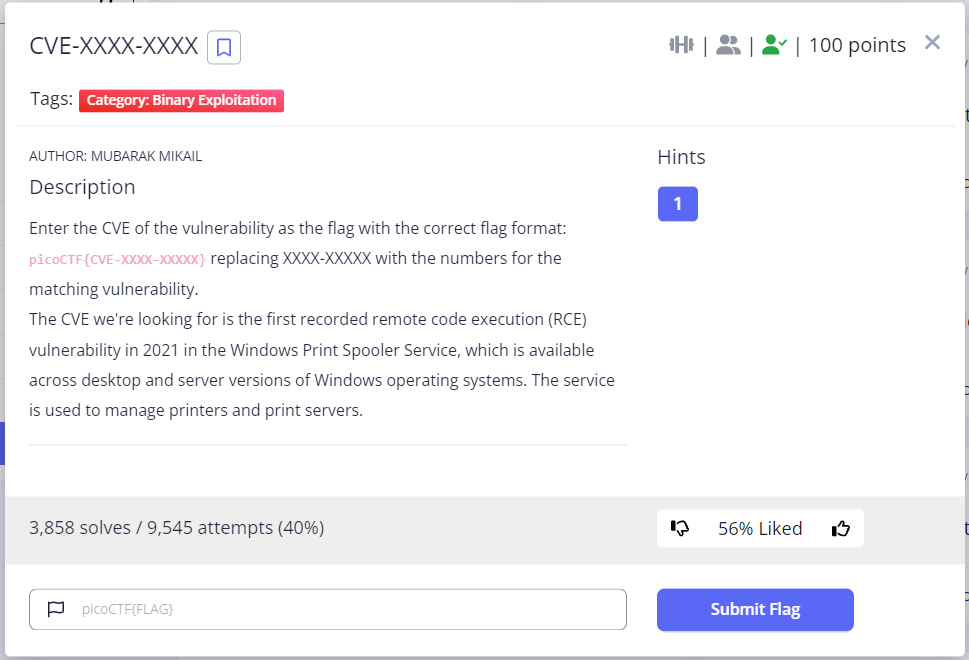 CVE-XXXX-XXXX
| | | 100 points
Tags: Category: Binary Exploitation
AUTHOR: MUBARAK MIKAIL
Description
Enter the CVE of the vulnerability as the flag with the correct flag format:
picoCTF{CVE-XXXX-XXXXX} replacing XXXX-XXXXX with the numbers for the
matching vulnerability.
The CVE we're looking for is the first recorded remote code execution (RCE)
vulnerability in 2021 in the Windows Print Spooler Service, which is available
across desktop and server versions of Windows operating systems. The service
is used to manage printers and print servers.
Hints
1
3,858 solves / 9,545 attempts (40%)
56% Liked
picoCTF{FLAG}
Submit Flag